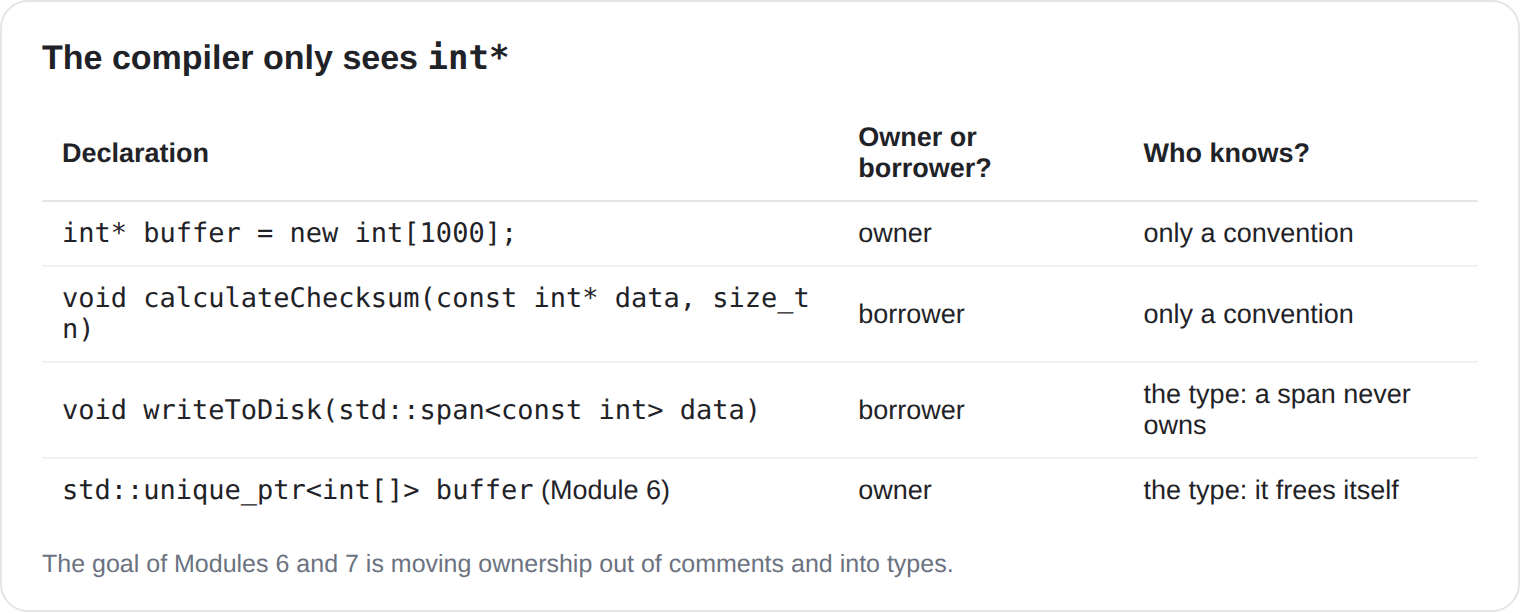 The compiler only sees int*
Declaration
Owner or
borrower?
Who knows?
int* buffer = new int[1000];
owner
only a convention
void calculateChecksum(const int* data, size_t
n)
borrower
only a convention
void writeToDisk(std::span<const int> data)
borrower
the type: a span never
owns
std::unique_ptr<int[]> buffer (Module 6)
owner
the type: it frees itself
The goal of Modules 6 and 7 is moving ownership out of comments and into types.